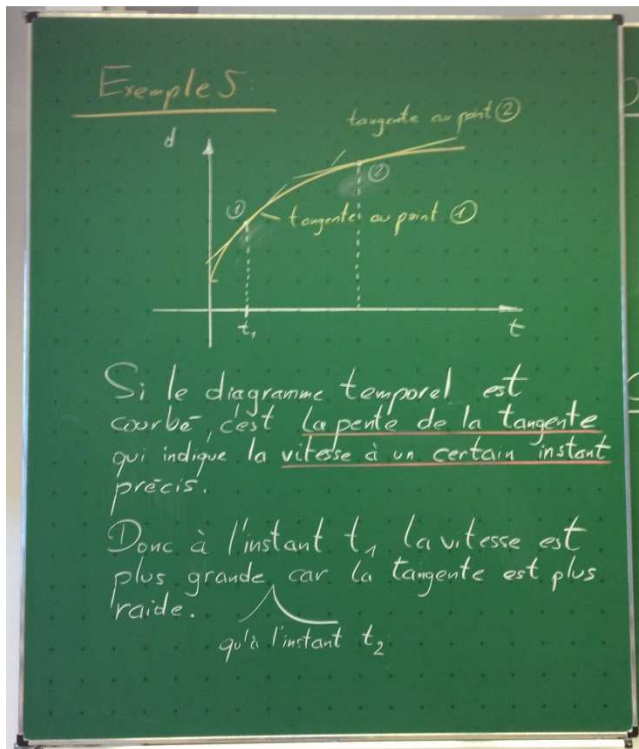 Exemple 5:
d
tangente au point ②
②
①
tangente au point ①
t₁
t
Si le diagramme temporel est
courbé, c'est la pente de la tangente
qui indique la vitesse à un certain instant
précis.
Donc à l'instant t₁ la vitesse est
plus grande car la tangente est plus
raide.
qu'à l'instant t₂